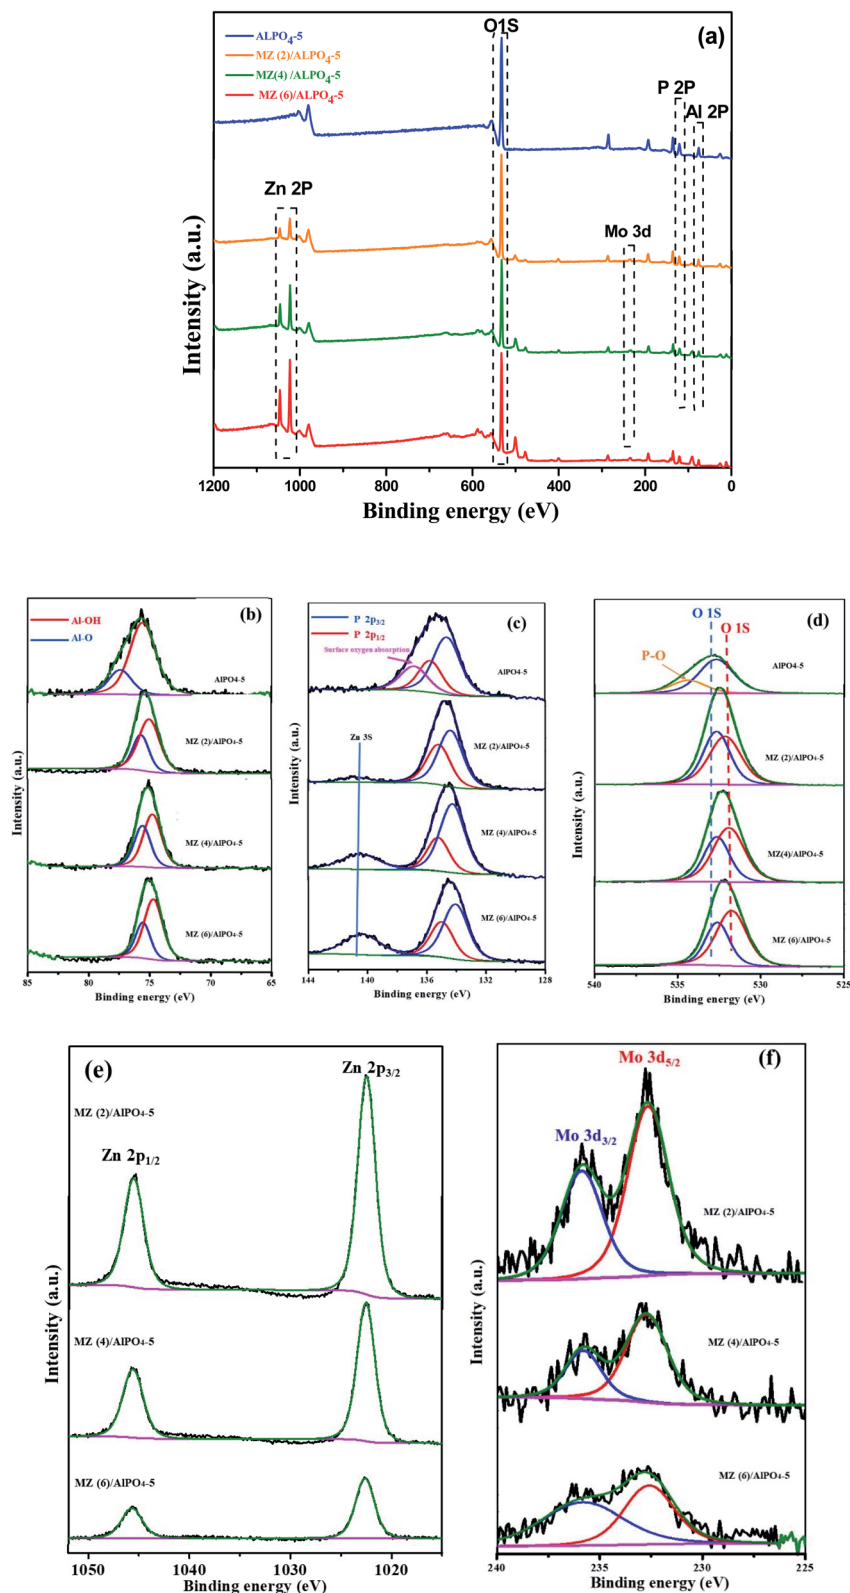 (a)
ALPO₄-5
MZ (2)/ALPO₄-5
MZ(4) /ALPO₄-5
MZ (6)/ALPO₄-5
O1S
P 2P
Al 2P
Zn 2P
Mo 3d
Intensity (a.u.)
1200 1000 800 600 400 200 0
Binding energy (eV)
(b)
Al-OH
Al-O
AlPO4-5
MZ (2)/AlPO₄-5
MZ (4)/AlPO₄-5
MZ (6)/AlPO₄-5
Intensity (a.u.)
85 80 75 70 65
Binding energy (eV)
(c)
P 2p3/2
P 2p1/2
Surface oxygen absorption
AlPO4-5
Zn 3S
MZ (2)/AlPO₄-5
MZ (4)/AlPO₄-5
MZ (6)/AlPO₄-5
Intensity (a.u.)
144 140 136 132 128
Binding energy (eV)
(d)
O 1S
O 1S
P-O
AlPO4-5
MZ (2)/AlPO₄-5
MZ(4)/AlPO₄-5
MZ (6)/AlPO₄-5
Intensity (a.u.)
540 535 530 525
Binding energy (eV)
(e)
Zn 2p3/2
MZ (2)/AlPO₄-5
Zn 2p1/2
MZ (4)/AlPO₄-5
MZ (6)/AlPO₄-5
Intensity (a.u.)
1050 1040 1030 1020
Binding energy (eV)
(f)
Mo 3d5/2
Mo 3d3/2
MZ (2)/AlPO₄-5
MZ (4)/AlPO₄-5
MZ (6)/AlPO₄-5
Intensity (a.u.)
240 235 230 225
Binding energy (eV)